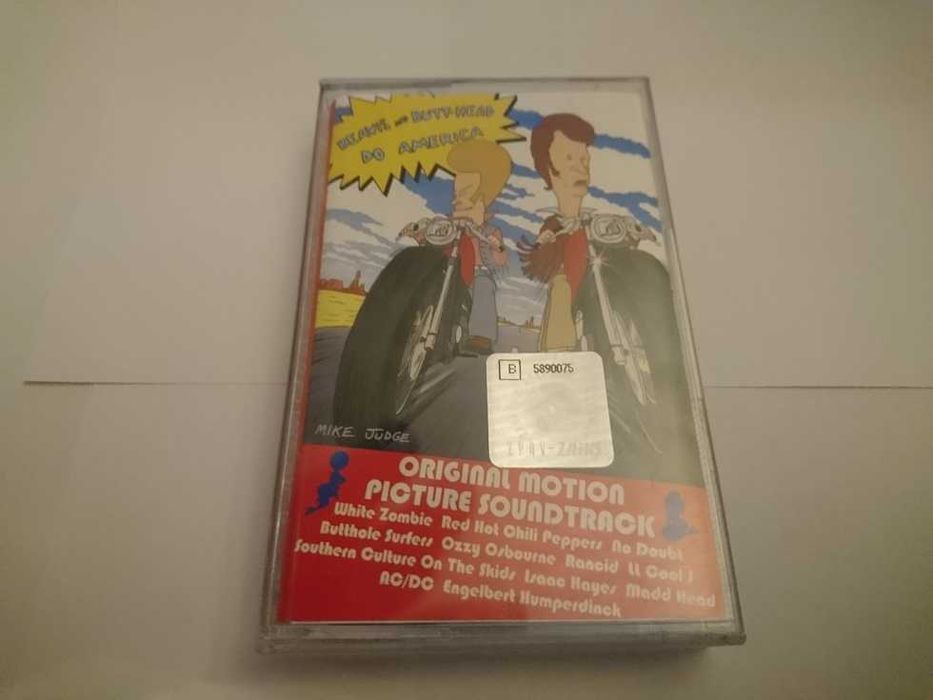 BEAVIS AND BUTT-HEAD
DO AMERICA
B 5890075
ZPAV-ZAiKS
MIKE JUDGE
ORIGINAL MOTION
PICTURE SOUNDTRACK
White Zombie Red Hot Chili Peppers No Doubt
Butthole Surfers Ozzy Osbourne Rancid LL Cool J
Southern Culture On The Skids Isaac Hayes Madd Head
AC/DC Engelbert Humperdinck